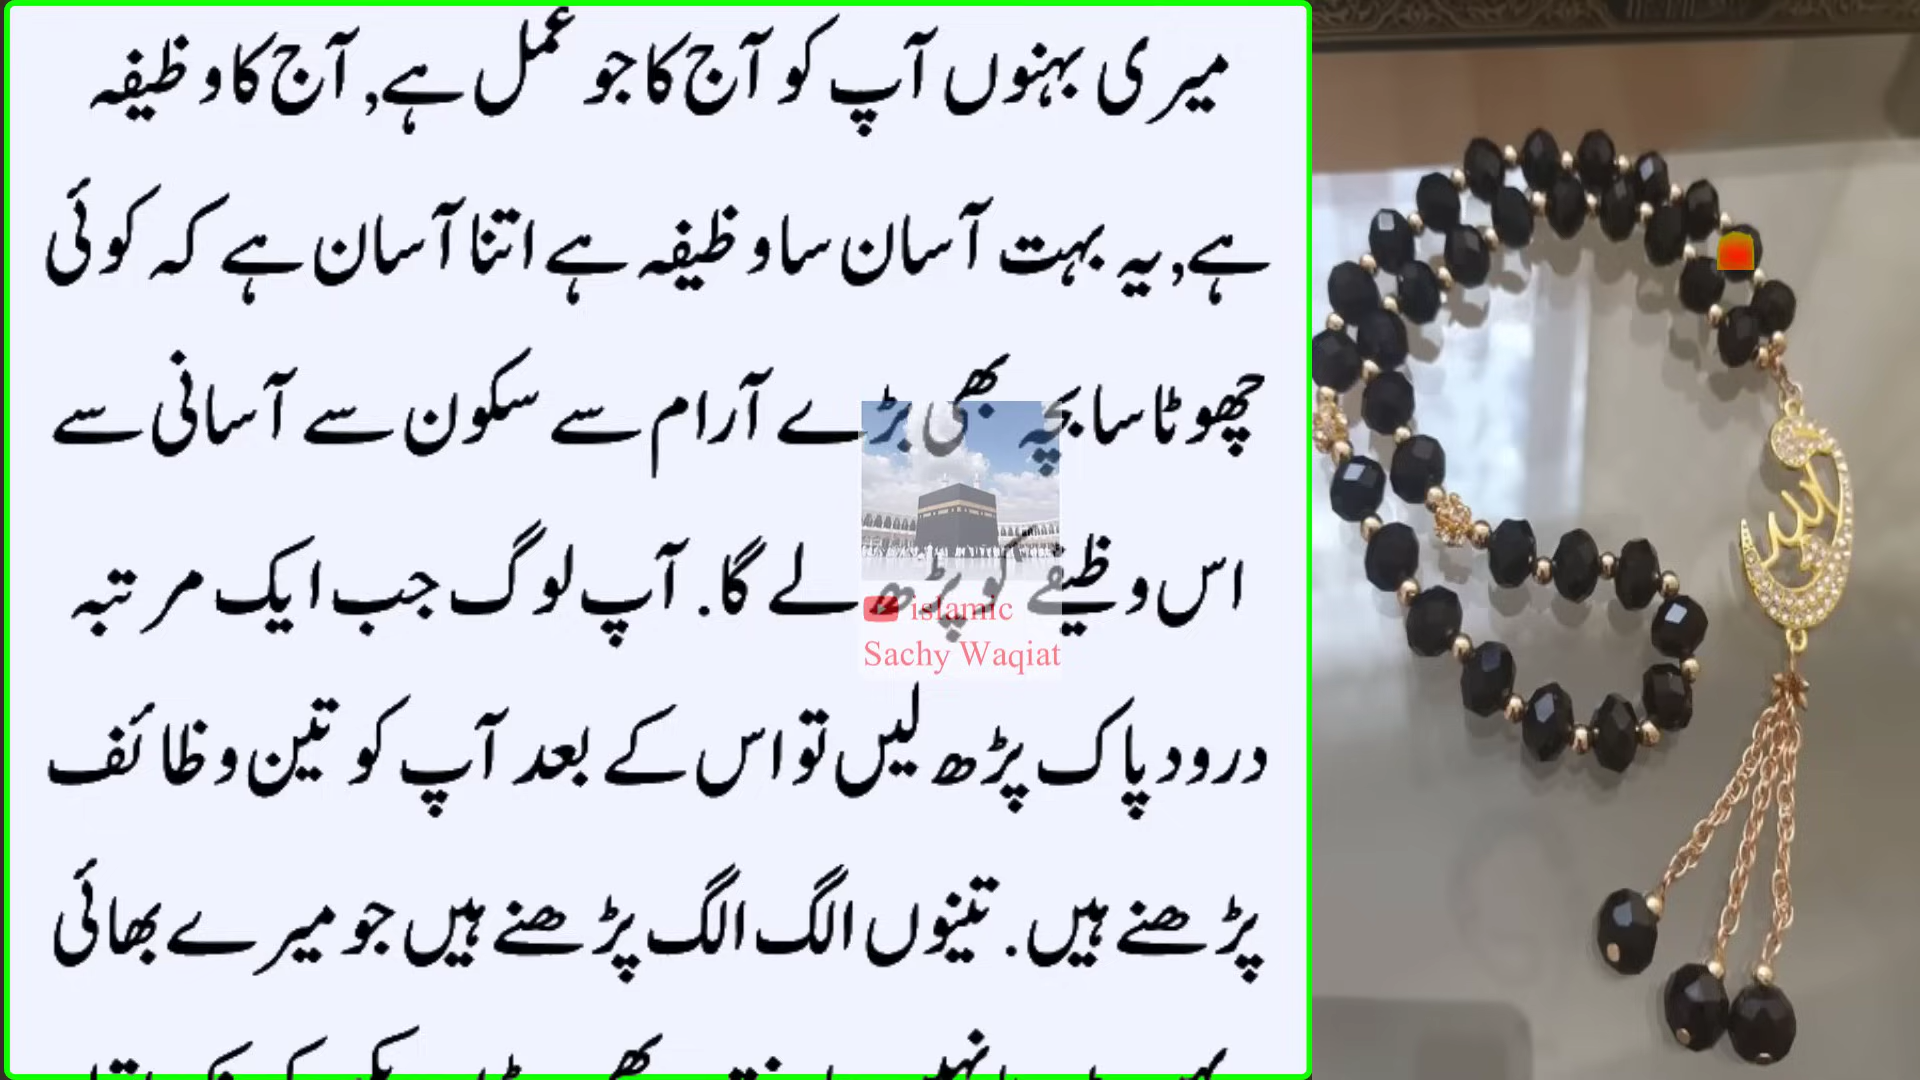 میری بہنوں آپ کو آج کا جو عمل ہے, آج کا وظیفہ
ہے, یہ بہت آسان سا وظیفہ ہے اتنا آسان ہے کہ کوئی
چھوٹا سا بچہ بھی بڑے آرام سے سکون سے آسانی سے
اس وظیفے کو پڑھ لے گا. آپ لوگ جب ایک مرتبہ
درود پاک پڑھ لیں تو اس کے بعد آپ کو تین وظائف
پڑھنے ہیں. تینوں الگ الگ پڑھنے ہیں جو میرے بھائی
islamic
Sachy Waqiat
الله